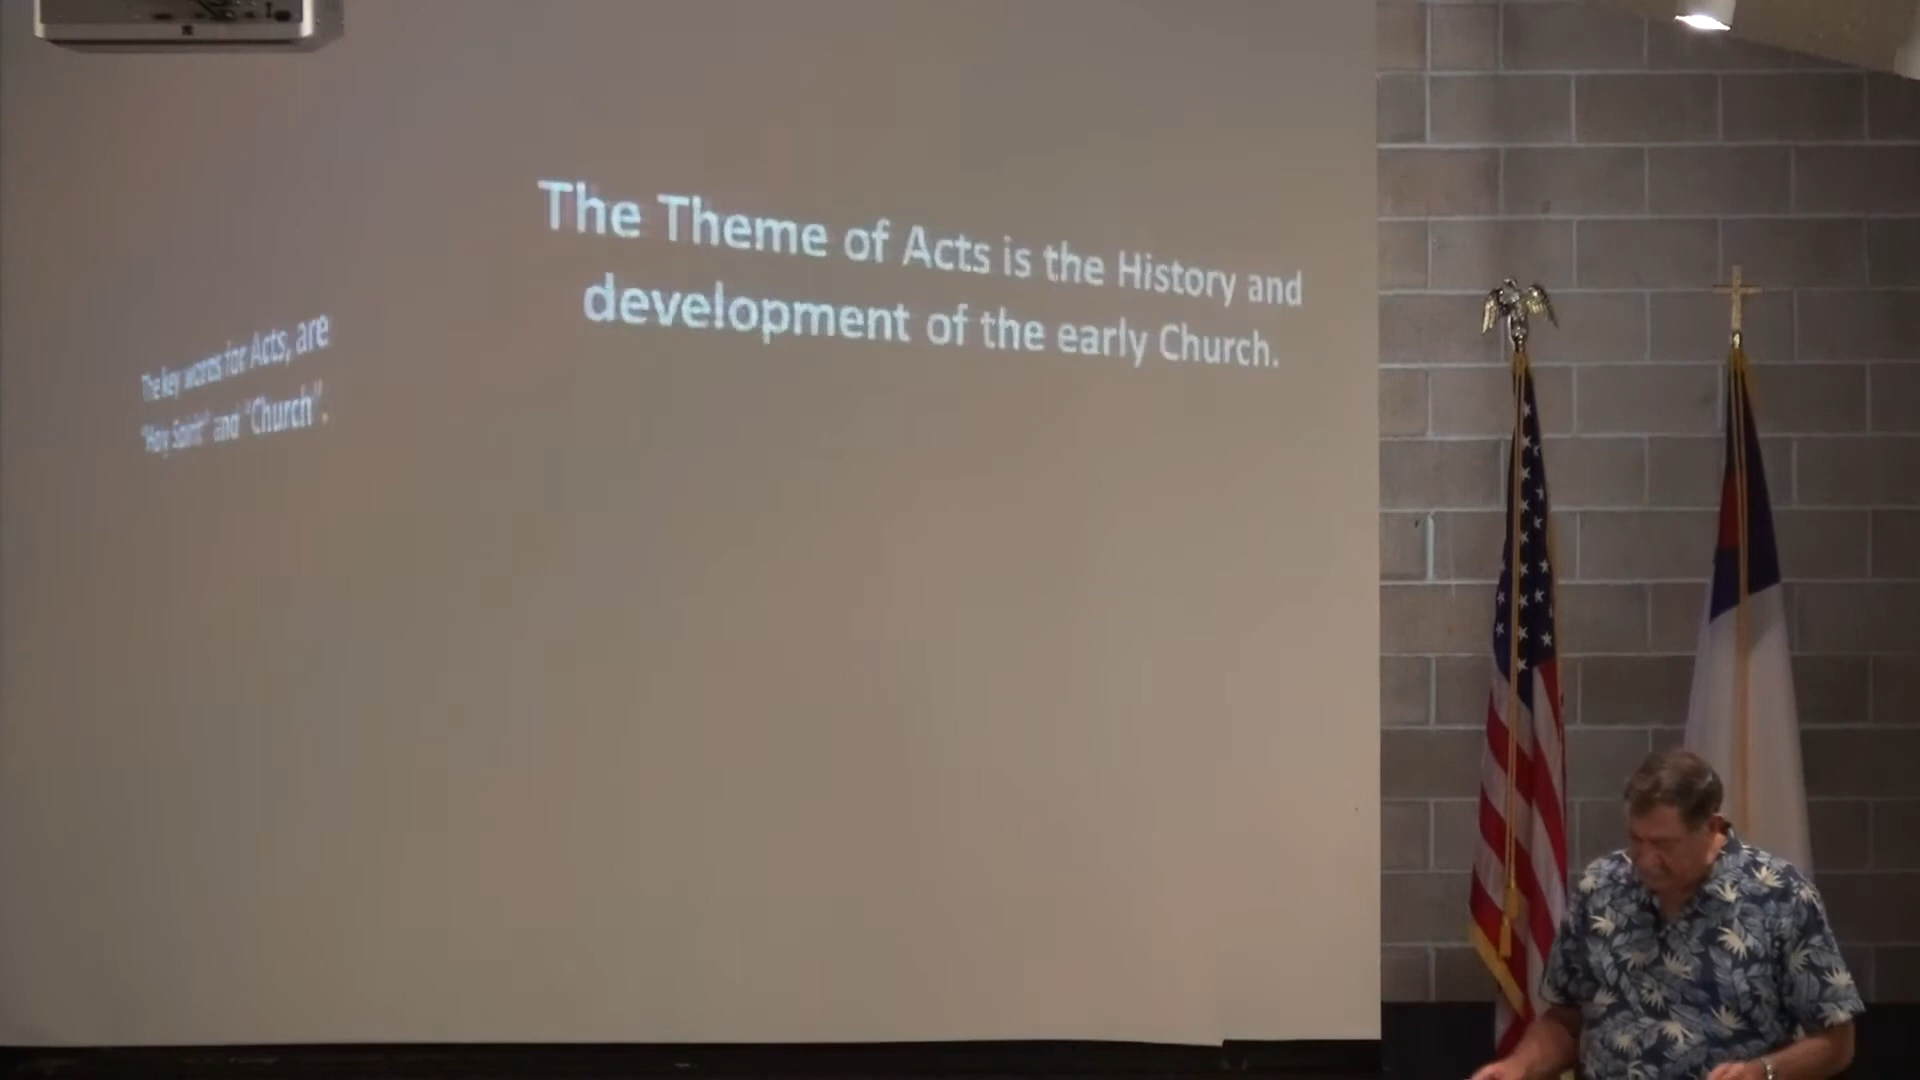 The Theme of Acts is the History and
development of the early Church.
The key words for Acts, are
"Holy Spirit" and "Church".